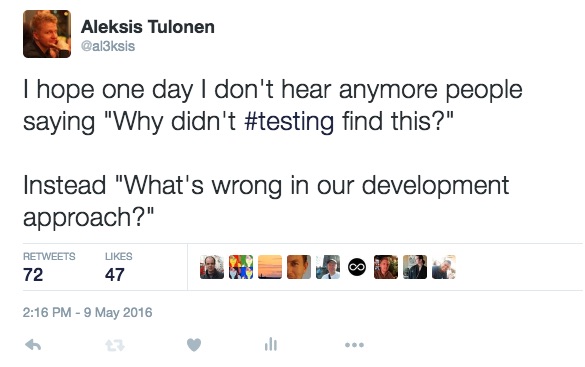 Aleksis Tulonen
@al3ksis
I hope one day I don't hear anymore people
saying "Why didn't #testing find this?"
Instead "What's wrong in our development
approach?"
RETWEETS LIKES
72 47
2:16 PM - 9 May 2016